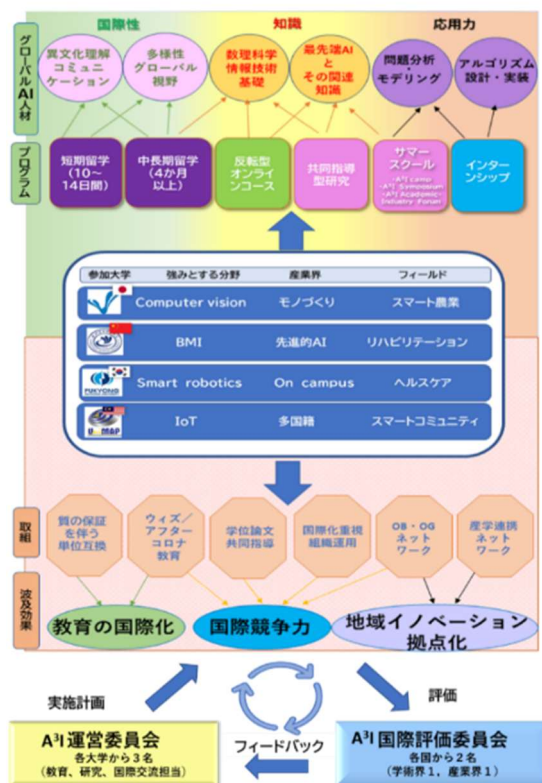 国際性
知識
応用力
グローバルAI人材
異文化理解
コミュニ
ケーション
多様性
グローバル
視野
数理科学
情報技術
基礎
最先端AIと
その関連
知識
問題分析・
モデリング
アルゴリズム
設計・実装
プログラム
短期留学
(10～
14日間)
中長期留学
(4か月
以上)
反転型
オンライ
ンコース
共同指導
型研究
サマー
スクール
-A³I camp
-A³I Symposium
-A³I Academic-
Industry Forum
インター
ンシップ
参加大学 強みとする分野 産業界 フィールド
Computer vision モノづくり スマート農業
BMI 先進的AI リハビリテーション
PUKYONG Smart robotics On campus ヘルスケア
IoT 多国籍 スマートコミュニティ
取組
質の保証
を伴う
単位互換
ウィズ／
アフター
コロナ
教育
学位論文
共同指導
国際化重視
組織運用
OB・OG
ネット
ワーク
産学連携
ネット
ワーク
波及効果
教育の国際化
国際競争力
地域イノベーション
拠点化
実施計画
評価
フィードバック
A³I 運営委員会
各大学から３名
(教育、研究、国際交流担当)
A³I 国際評価委員会
各国から２名
(学術界１，産業界１)